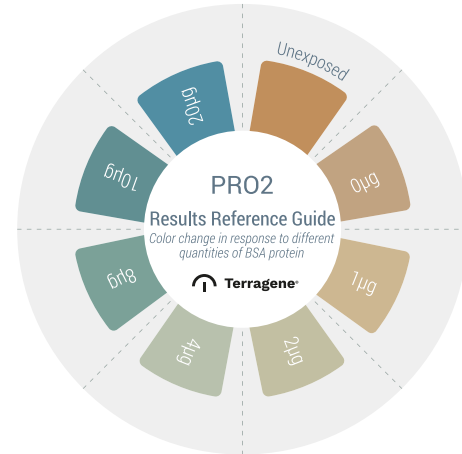 Unexposed
0µg
1µg
2µg
4µg
8µg
10µg
20µg
PRO2
Results Reference Guide
Color change in response to different
quantities of BSA protein
Terragene®